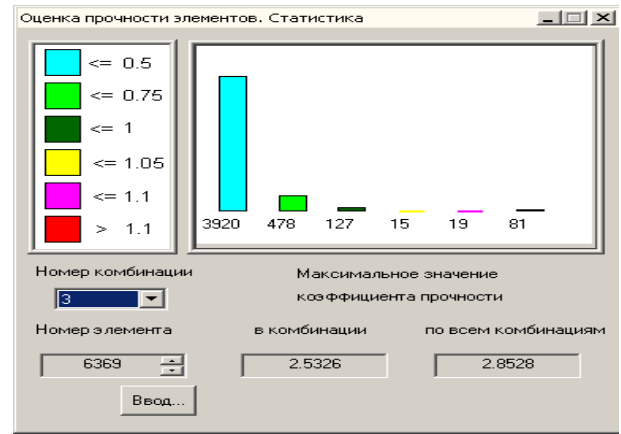 Оценка прочности элементов. Статистика
<= 0.5
<= 0.75
<= 1
<= 1.05
<= 1.1
> 1.1
3920 478 127 15 19 81
Номер комбинации
3
Максимальное значение
коэффициента прочности
Номер элемента
6369
в комбинации
2.5326
по всем комбинациям
2.8528
Ввод...